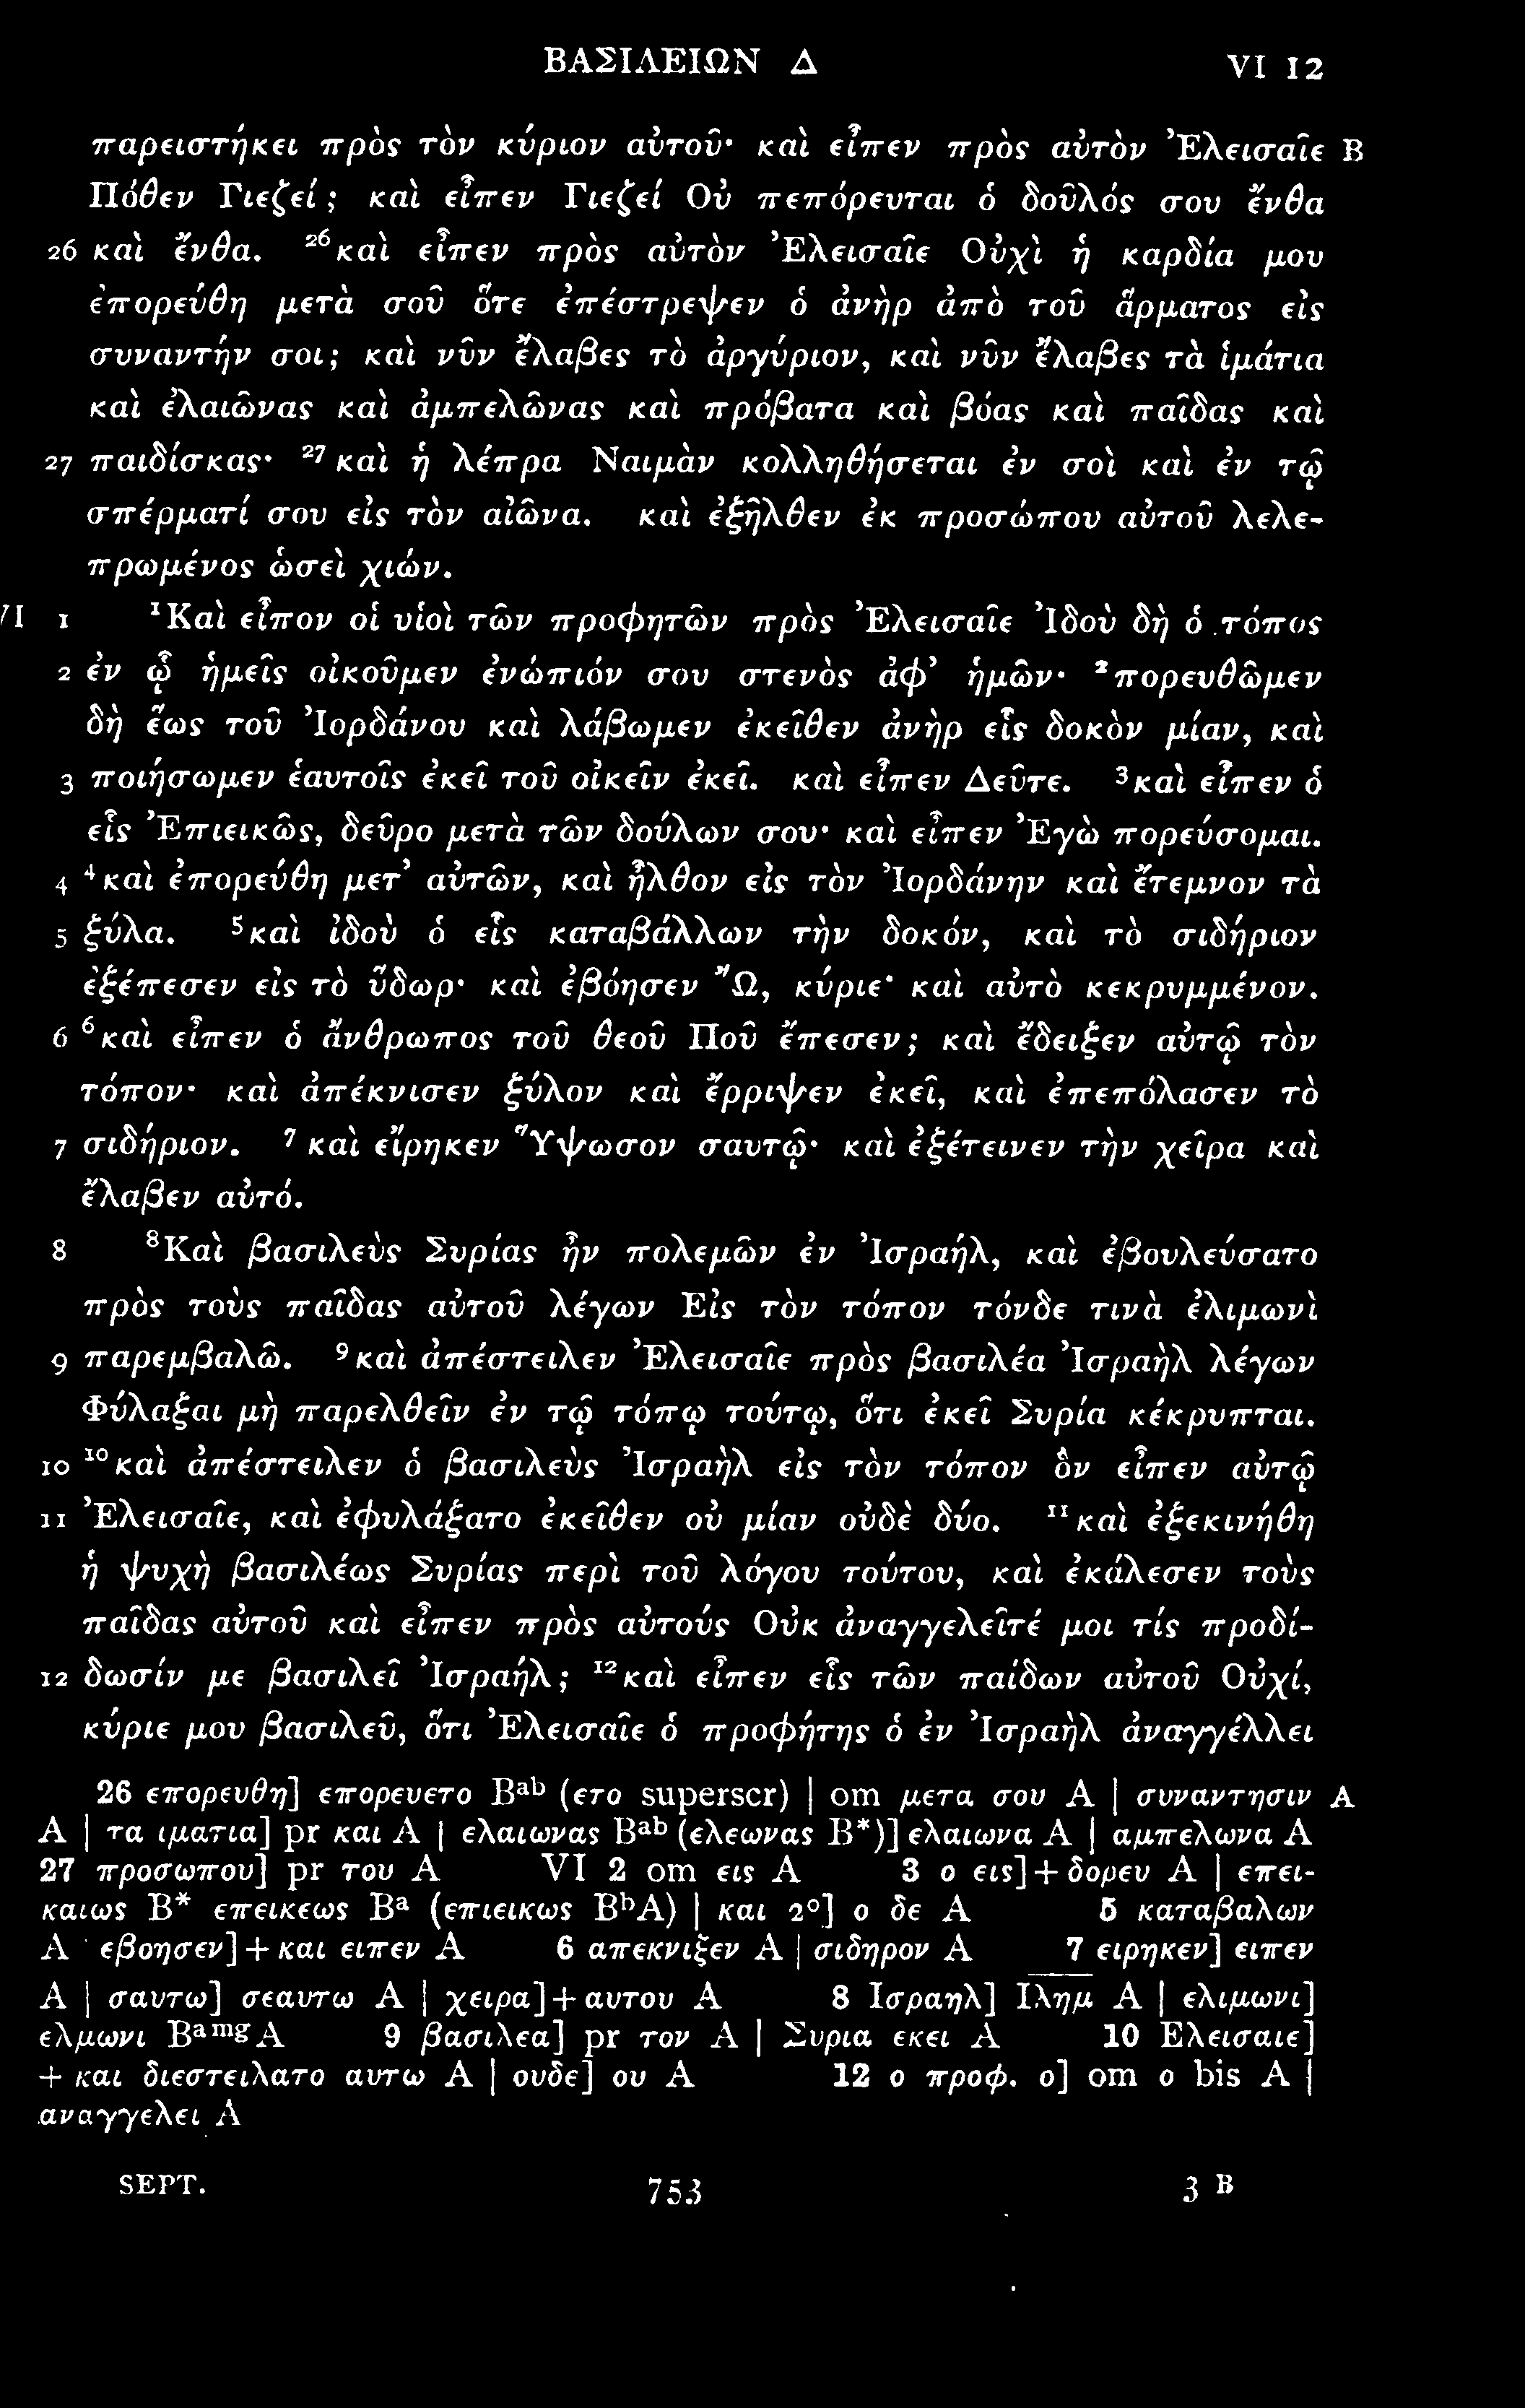 ΒΑΣΙΛΕΙΩΝ Δ VI 12
παρειστήκει πρὸς τὸν κύριον αὐτοῦ· καὶ εἶπεν πρὸς αὐτὸν Ἐλεισαῖε B
Πόθεν Γιεζεί; καὶ εἶπεν Γιεζεί Οὐ πεπόρευται ὁ δοῦλός σου ἔνθα
26 καὶ ἔνθα. ²⁶καὶ εἶπεν πρὸς αὐτὸν Ἐλεισαῖε Οὐχὶ ἡ καρδία μου
ἐπορεύθη μετὰ σοῦ ὅτε ἐπέστρεψεν ὁ ἀνὴρ ἀπὸ τοῦ ἅρματος εἰς
συναντήν σοι; καὶ νῦν ἔλαβες τὸ ἀργύριον, καὶ νῦν ἔλαβες τὰ ἱμάτια
καὶ ἐλαιῶνας καὶ ἀμπελῶνας καὶ πρόβατα καὶ βόας καὶ παῖδας καὶ
27 παιδίσκας· ²⁷καὶ ἡ λέπρα Ναιμὰν κολληθήσεται ἐν σοὶ καὶ ἐν τῷ
σπέρματί σου εἰς τὸν αἰῶνα. καὶ ἐξῆλθεν ἐκ προσώπου αὐτοῦ λελε-
πρωμένος ὡσεὶ χιών.
VI 1 ¹Καὶ εἶπον οἱ υἱοὶ τῶν προφητῶν πρὸς Ἐλεισαῖε Ἰδοὺ δὴ ὁ τόπος
2 ἐν ᾧ ἡμεῖς οἰκοῦμεν ἐνώπιόν σου στενὸς ἀφ’ ἡμῶν· ²πορευθῶμεν
δὴ ἕως τοῦ Ἰορδάνου καὶ λάβωμεν ἐκεῖθεν ἀνὴρ εἷς δοκὸν μίαν, καὶ
3 ποιήσωμεν ἑαυτοῖς ἐκεῖ τοῦ οἰκεῖν ἐκεῖ. καὶ εἶπεν Δεῦτε. ³καὶ εἶπεν ὁ
εἷς Ἐπιεικῶς, δεῦρο μετὰ τῶν δούλων σου· καὶ εἶπεν Ἐγὼ πορεύσομαι.
4 ⁴καὶ ἐπορεύθη μετ’ αὐτῶν, καὶ ἦλθον εἰς τὸν Ἰορδάνην καὶ ἔτεμνον τὰ
5 ξύλα. ⁵καὶ ἰδοὺ ὁ εἷς καταβάλλων τὴν δοκόν, καὶ τὸ σιδήριον
ἐξέπεσεν εἰς τὸ ὕδωρ· καὶ ἐβόησεν Ὤ, κύριε· καὶ αὐτὸ κεκρυμμένον.
6 ⁶καὶ εἶπεν ὁ ἄνθρωπος τοῦ θεοῦ Ποῦ ἔπεσεν; καὶ ἔδειξεν αὐτῷ τὸν
τόπον· καὶ ἀπέκνισεν ξύλον καὶ ἔρριψεν ἐκεῖ, καὶ ἐπεπόλασεν τὸ
7 σιδήριον. ⁷καὶ εἴρηκεν Ὕψωσον σαυτῷ· καὶ ἐξέτεινεν τὴν χεῖρα καὶ
ἔλαβεν αὐτό.
8 ⁸Καὶ βασιλεὺς Συρίας ἦν πολεμῶν ἐν Ἰσραήλ, καὶ ἐβουλεύσατο
πρὸς τοὺς παῖδας αὐτοῦ λέγων Εἰς τὸν τόπον τόνδε τινὰ ἐλιμωνὶ
9 παρεμβαλῶ. ⁹καὶ ἀπέστειλεν Ἐλεισαῖε πρὸς βασιλέα Ἰσραὴλ λέγων
Φύλαξαι μὴ παρελθεῖν ἐν τῷ τόπῳ τούτῳ, ὅτι ἐκεῖ Συρία κέκρυπται.
10 ¹⁰καὶ ἀπέστειλεν ὁ βασιλεὺς Ἰσραὴλ εἰς τὸν τόπον ὃν εἶπεν αὐτῷ
11 Ἐλεισαῖε, καὶ ἐφυλάξατο ἐκεῖθεν οὐ μίαν οὐδὲ δύο. ¹¹καὶ ἐξεκινήθη
ἡ ψυχὴ βασιλέως Συρίας περὶ τοῦ λόγου τούτου, καὶ ἐκάλεσεν τοὺς
παῖδας αὐτοῦ καὶ εἶπεν πρὸς αὐτούς Οὐκ ἀναγγελεῖτέ μοι τίς προδί-
12 δωσίν με βασιλεῖ Ἰσραήλ; ¹²καὶ εἶπεν εἷς τῶν παίδων αὐτοῦ Οὐχί,
κύριε μου βασιλεῦ, ὅτι Ἐλεισαῖε ὁ προφήτης ὁ ἐν Ἰσραὴλ ἀναγγέλλει
26 επορευθη] επορευετο Bᵃᵇ (ετο superscr) | om μετα σου A | συναντησιν A
A | τα ιματια] pr και A | ελαιωνας Bᵃᵇ (ελεωνας B*)] ελαιωνα A | αμπελωνα A
27 προσωπου] pr του A VI 2 om εις A 3 ο εις] + δορευ A | επει-
καιως B* επεικεως Bᵃ (επιεικως BᵇA) | και 2°] ο δε A 5 καταβαλων
A εβοησεν] + και ειπεν A 6 απεκνιξεν A | σιδηρον A 7 ειρηκεν] ειπεν
A | σαυτω] σεαυτω A | χειρα] + αυτου A 8 Ισραηλ] Ιλημ A | ελιμωνι]
ελμωνι Bᵃᵐᵍ A 9 βασιλεα] pr τον A | Συρια εκει A 10 Ελεισαιε]
+ και διεστειλατο αυτω A | ουδε] ου A 12 ο προφ. ο] om ο bis A |
αναγγελει A
SEPT. 753 3 B